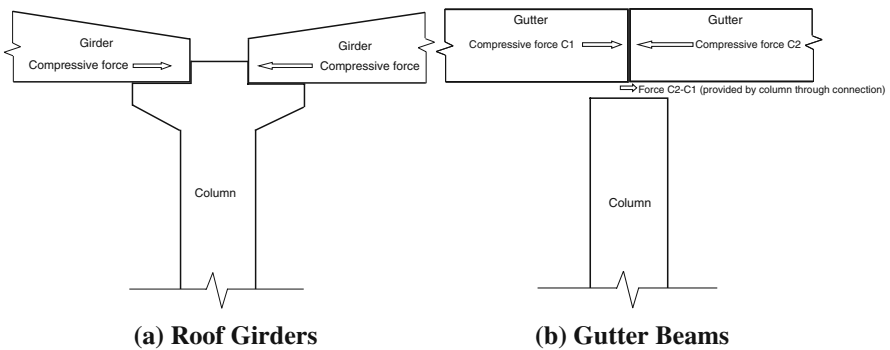 Girder
Compressive force
Girder
Compressive force
Column
(a) Roof Girders
Gutter
Compressive force C1
Gutter
Compressive force C2
Force C2-C1 (provided by column through connection)
Column
(b) Gutter Beams